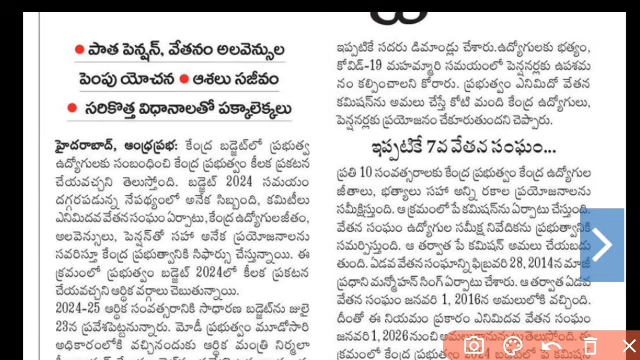 ● పాత పెన్షన్, వేతనం అలవెన్సుల
పెంపు యోచన ● ఆశలు సజీవం
● సరికొత్త విధానాలతో పక్కాలెక్కలు
హైదరాబాద్, ఆంధ్రప్రభ: కేంద్ర బడ్జెట్‌లో ప్రభుత్వ
ఉద్యోగులకు సంబంధించి కేంద్ర ప్రభుత్వం కీలక ప్రకటన
చేయవచ్చని తెలుస్తోంది. బడ్జెట్ 2024 సమయం
దగ్గరపడున్న నేపథ్యంలో అనేక సిబ్బంది, కమిటీలు
ఎనిమిదవ వేతన సంఘం ఏర్పాటు, కేంద్ర ఉద్యోగుల జీతం,
అలవెన్సులు, పెన్షన్‌తో సహా అనేక ప్రయోజనాలను
సవరిస్తూ కేంద్ర ప్రభుత్వానికి సిఫార్సు చేస్తున్నాయి. ఈ
క్రమంలో ప్రభుత్వం బడ్జెట్ 2024లో కీలక ప్రకటన
చేయవచ్చని ఆర్థిక వర్గాలు చెబుతున్నాయి.
2024-25 ఆర్థిక సంవత్సరానికి సాధారణ బడ్జెట్‌ను జులై
23న ప్రవేశపెట్టనున్నారు. మోడీ ప్రభుత్వం మూడోసారి
అధికారంలోకి వచ్చినందుకు ఆర్థిక మంత్రి నిర్మలా
ఇప్పటికే సదరు డిమాండ్లు చేశారు.ఉద్యోగులకు భత్యం,
కోవిడ్-19 మహమ్మారి సమయంలో పెన్షనర్లకు ఉపశమ
నం కల్పించాలని కోరారు. ప్రభుత్వం ఎనిమిదో వేతన
కమిషన్‌ను అమలు చేస్తే కోటి మంది కేంద్ర ఉద్యోగులు,
పెన్షనర్లకు ప్రయోజనం చేకూరుతుందని చెప్పారు.
ఇప్పటికే 7వ వేతన సంఘం...
ప్రతి 10 సంవత్సరాలకు కేంద్ర ప్రభుత్వం కేంద్ర ఉద్యోగుల
జీతాలు, భత్యాలు సహా అన్ని రకాల ప్రయోజనాలను
సమీక్షిస్తుంది. ఆ క్రమంలో పే కమిషన్‌ను ఏర్పాటు చేస్తుంది.
వేతన సంఘం ఉద్యోగుల సమీక్ష నివేదికను ప్రభుత్వానికి
సమర్పిస్తుంది. ఆ తర్వాత పే కమిషన్ అమలు చేయబడు
తుంది. ఏడవ వేతన సంఘాన్ని ఫిబ్రవరి 28, 2014న మాజీ
ప్రధాని మన్మోహన్ సింగ్ ఏర్పాటు చేశారు. ఆ తర్వాత ఏడవ
వేతన సంఘం జనవరి 1, 2016న అమలులోకి వచ్చింది.
దీంతో ఈ నియమం ప్రకారం ఎనిమిదవ వేతన సంఘం
జనవరి 1, 2026 నుంచి అమలు తెలుస్తోంది. ఈ
క్రమంలో కేంద్ర ప్రభుత్వం 2024 బడ్జెట్‌లో పే కమిషన్